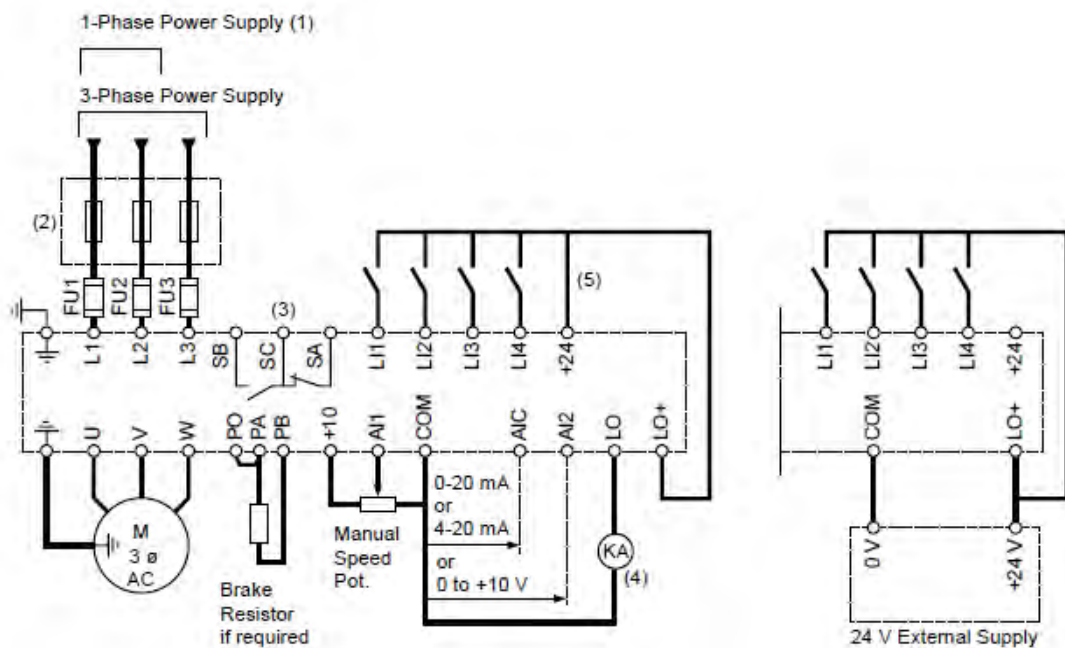 1-Phase Power Supply (1)
3-Phase Power Supply
(2)
FU1
FU2
FU3
(3)
(5)
L1
L2
L3
SB
SC
SA
LI1
LI2
LI3
LI4
+24
LI1
LI2
LI3
LI4
+24
U
V
W
PO
PA
PB
+10
AI1
COM
AIC
AI2
LO
LO+
COM
LO+
M
3 ø
AC
Brake
Resistor
if required
Manual
Speed
Pot.
0-20 mA
or
4-20 mA
or
0 to +10 V
KA
(4)
0 V
+24 V
24 V External Supply